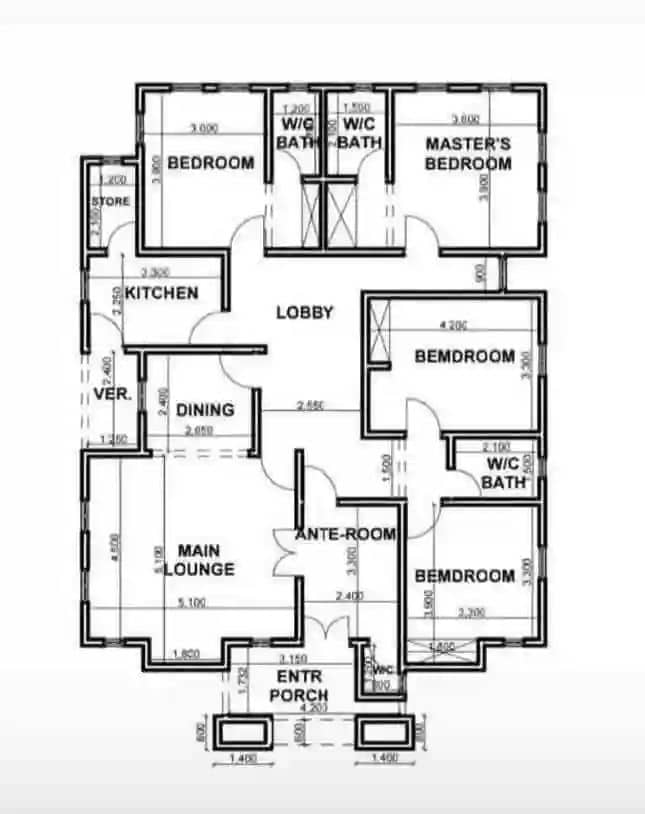 1.200
W/C
BATH
1.500
W/C
BATH
3.000
BEDROOM
3.900
3.600
MASTER'S
BEDROOM
3.900
1.200
STORE
3.300
KITCHEN
2.250
LOBBY
900
4.200
BEMDROOM
3.300
2.400
VER.
1.250
2.400
DINING
2.650
2.550
1.500
2.100
W/C
BATH
1.500
4.500
5.100
MAIN
LOUNGE
5.100
1.800
ANTE-ROOM
3.300
2.400
BEMDROOM
3.900
3.300
3.300
1.800
3.150
1.732
ENTR
PORCH
4.200
W/C
600
600
600
1.400
1.400